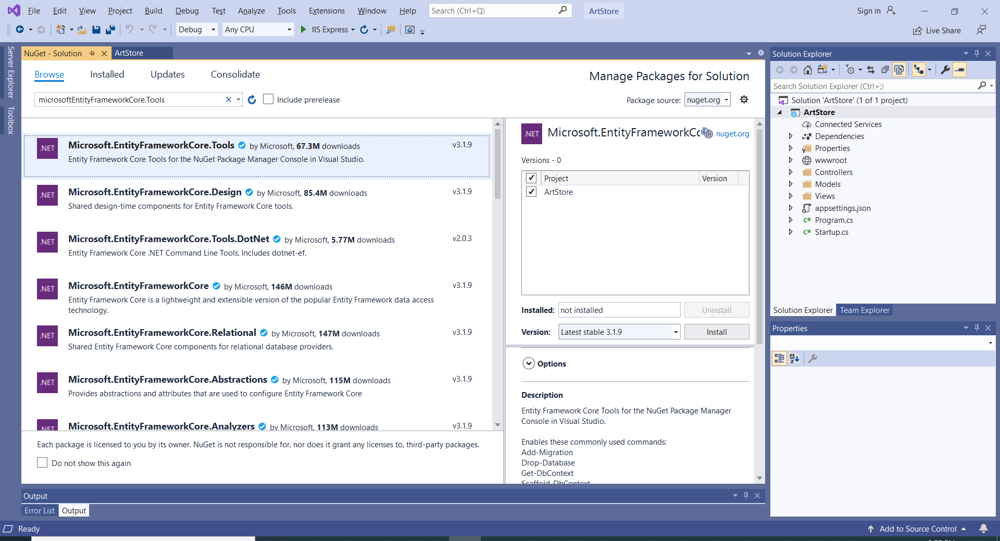 File Edit View Project Build Debug Test Analyze Tools Extensions Window Help Search (Ctrl+Q) ArtStore Sign in
Debug Any CPU IIS Express Live Share
Server Explorer
Toolbox
NuGet - Solution ArtStore
Browse Installed Updates Consolidate
Manage Packages for Solution
microsoftEntityFrameworkCore.Tools Include prerelease
Package source: nuget.org
.NET
Microsoft.EntityFrameworkCore.Tools by Microsoft, 67.3M downloads v3.1.9
Entity Framework Core Tools for the NuGet Package Manager Console in Visual Studio.
.NET
Microsoft.EntityFrameworkCore.Design by Microsoft, 85.4M downloads v3.1.9
Shared design-time components for Entity Framework Core tools.
.NET
Microsoft.EntityFrameworkCore.Tools.DotNet by Microsoft, 5.77M downloads v2.0.3
Entity Framework Core .NET Command Line Tools. Includes dotnet-ef.
.NET
Microsoft.EntityFrameworkCore by Microsoft, 146M downloads v3.1.9
Entity Framework Core is a lightweight and extensible version of the popular Entity Framework data access
technology.
.NET
Microsoft.EntityFrameworkCore.Relational by Microsoft, 147M downloads v3.1.9
Shared Entity Framework Core components for relational database providers.
.NET
Microsoft.EntityFrameworkCore.Abstractions by Microsoft, 115M downloads v3.1.9
Provides abstractions and attributes that are used to configure Entity Framework Core
.NET
Microsoft.EntityFrameworkCore.Analyzers by Microsoft, 113M downloads v3.1.9
Each package is licensed to you by its owner. NuGet is not responsible for, nor does it grant any licenses to, third-party packages.
Do not show this again
.NET
Microsoft.EntityFrameworkCo nuget.org
Versions - 0
Project Version
ArtStore
Installed: not installed Uninstall
Version: Latest stable 3.1.9 Install
Options
Description
Entity Framework Core Tools for the NuGet Package Manager
Console in Visual Studio.
Enables these commonly used commands:
Add-Migration
Drop-Database
Get-DbContext
Scaffold-DbContext
Solution Explorer
Search Solution Explorer (Ctrl+;)
Solution 'ArtStore' (1 of 1 project)
ArtStore
Connected Services
Dependencies
Properties
wwwroot
Controllers
Models
Views
appsettings.json
C# Program.cs
C# Startup.cs
Solution Explorer Team Explorer
Properties
Output
Error List Output
Ready
Add to Source Control